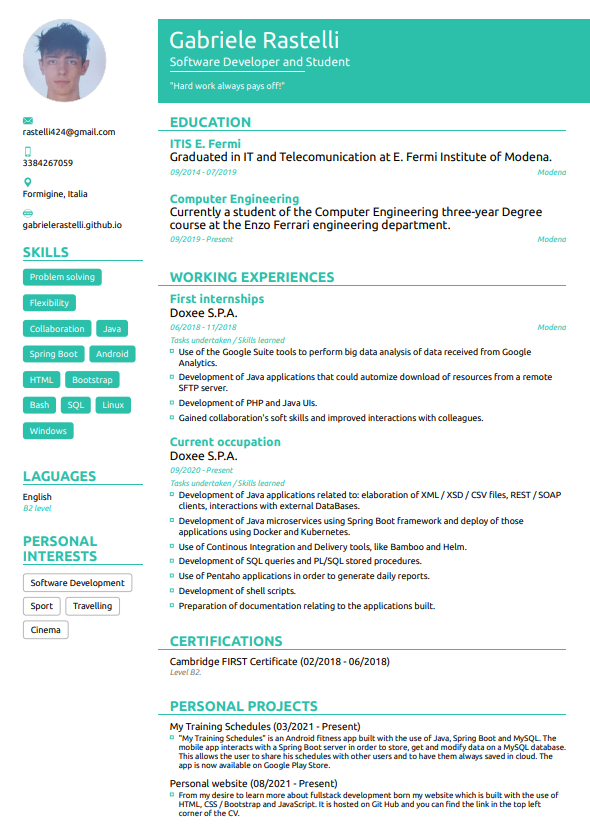 Gabriele Rastelli
Software Developer and Student
"Hard work always pays off!"
rastelli424@gmail.com
3384267059
Formigine, Italia
gabrielerastelli.github.io
SKILLS
Problem solving
Flexibility
Collaboration Java
Spring Boot Android
HTML Bootstrap
Bash SQL Linux
Windows
LAGUAGES
English
B2 level
PERSONAL
INTERESTS
Software Development
Sport Travelling
Cinema
EDUCATION
ITIS E. Fermi
Graduated in IT and Telecomunication at E. Fermi Institute of Modena.
09/2014 - 07/2019 Modena
Computer Engineering
Currently a student of the Computer Engineering three-year Degree
course at the Enzo Ferrari engineering department.
09/2019 - Present Modena
WORKING EXPERIENCES
First internships
Doxee S.P.A.
06/2018 - 11/2018 Modena
Tasks undertaken / Skills learned
Use of the Google Suite tools to perform big data analysis of data received from Google
Analytics.
Development of Java applications that could automize download of resources from a remote
SFTP server.
Development of PHP and Java UIs.
Gained collaboration's soft skills and improved interactions with colleagues.
Current occupation
Doxee S.P.A.
09/2020 - Present
Tasks undertaken / Skills learned
Development of Java applications related to: elaboration of XML / XSD / CSV files, REST / SOAP
clients, interactions with external DataBases.
Development of Java microservices using Spring Boot framework and deploy of those
applications using Docker and Kubernetes.
Use of Continous Integration and Delivery tools, like Bamboo and Helm.
Development of SQL queries and PL/SQL stored procedures.
Use of Pentaho applications in order to generate daily reports.
Development of shell scripts.
Preparation of documentation relating to the applications built.
CERTIFICATIONS
Cambridge FIRST Certificate (02/2018 - 06/2018)
Level B2.
PERSONAL PROJECTS
My Training Schedules (03/2021 - Present)
"My Training Schedules" is an Android fitness app built with the use of Java, Spring Boot and MySQL. The
mobile app interacts with a Spring Boot server in order to store, get and modify data on a MySQL database.
This allows the user to share his schedules with other users and to have them always saved in cloud. The
app is now available on Google Play Store.
Personal website (08/2021 - Present)
From my desire to learn more about fullstack development born my website which is built with the use of
HTML, CSS / Bootstrap and JavaScript. It is hosted on Git Hub and you can find the link in the top left
corner of the CV.